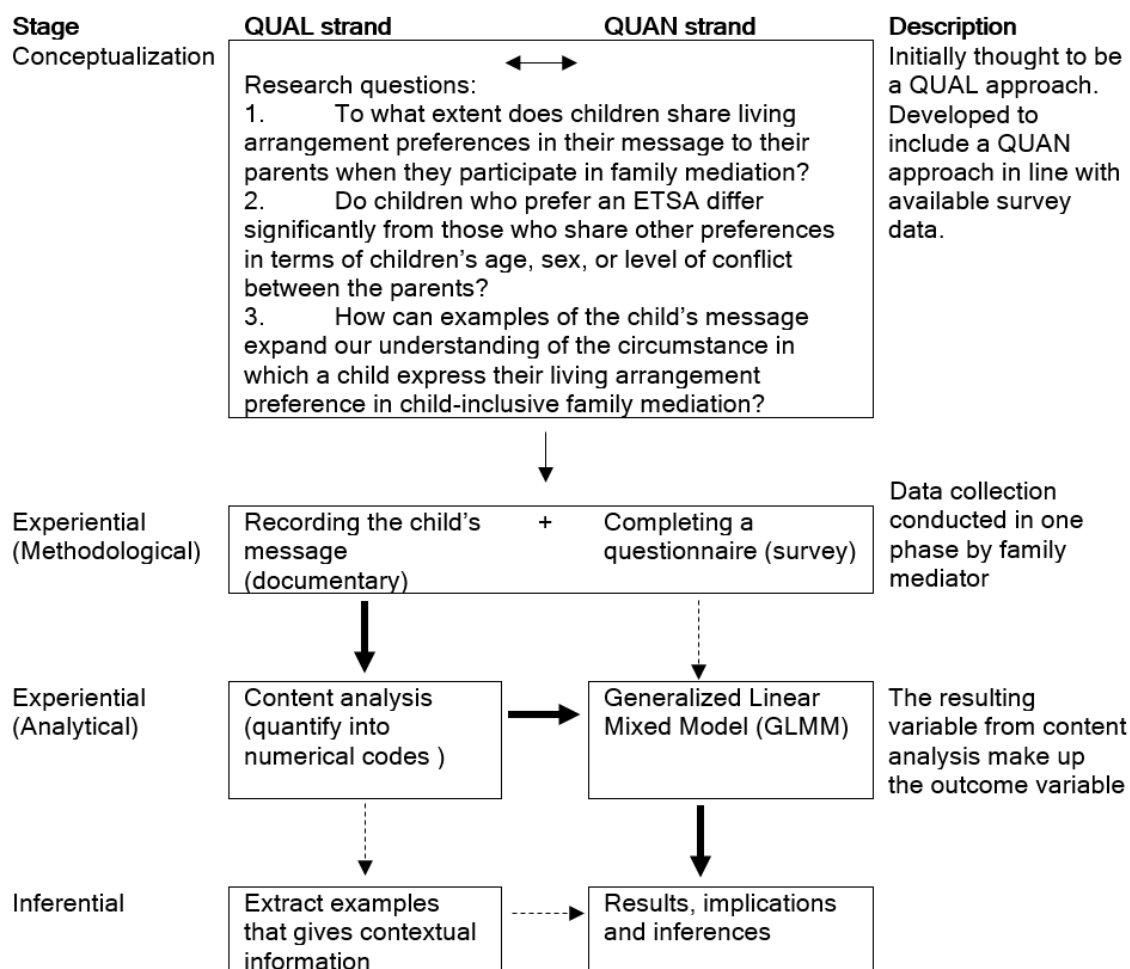 Stage QUAL strand QUAN strand Description
Conceptualization
Research questions:
1. To what extent does children share living
arrangement preferences in their message to their
parents when they participate in family mediation?
2. Do children who prefer an ETSA differ
significantly from those who share other preferences
in terms of children's age, sex, or level of conflict
between the parents?
3. How can examples of the child's message
expand our understanding of the circumstance in
which a child express their living arrangement
preference in child-inclusive family mediation?
Initially thought to be
a QUAL approach.
Developed to
include a QUAN
approach in line with
available survey
data.
Experiential
(Methodological)
Recording the child's
message
(documentary)
+
Completing a
questionnaire (survey)
Data collection
conducted in one
phase by family
mediator
Experiential
(Analytical)
Content analysis
(quantify into
numerical codes )
Generalized Linear
Mixed Model (GLMM)
The resulting
variable from content
analysis make up
the outcome variable
Inferential
Extract examples
that gives contextual
information
Results, implications
and inferences